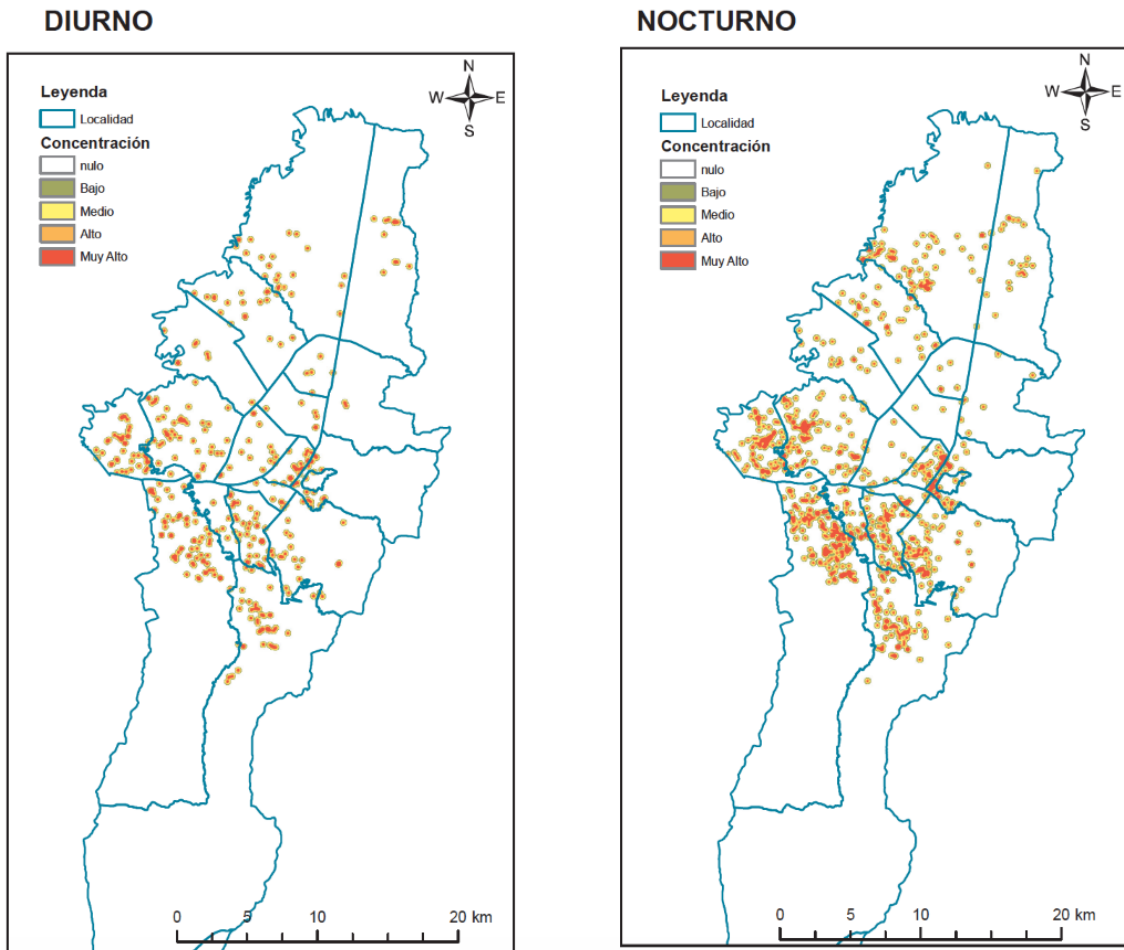 DIURNO
N
W E
S
Leyenda
Localidad
Concentración
nulo
Bajo
Medio
Alto
Muy Alto
0 5 10 20 km
NOCTURNO
N
W E
S
Leyenda
Localidad
Concentración
nulo
Bajo
Medio
Alto
Muy Alto
0 5 10 20 km